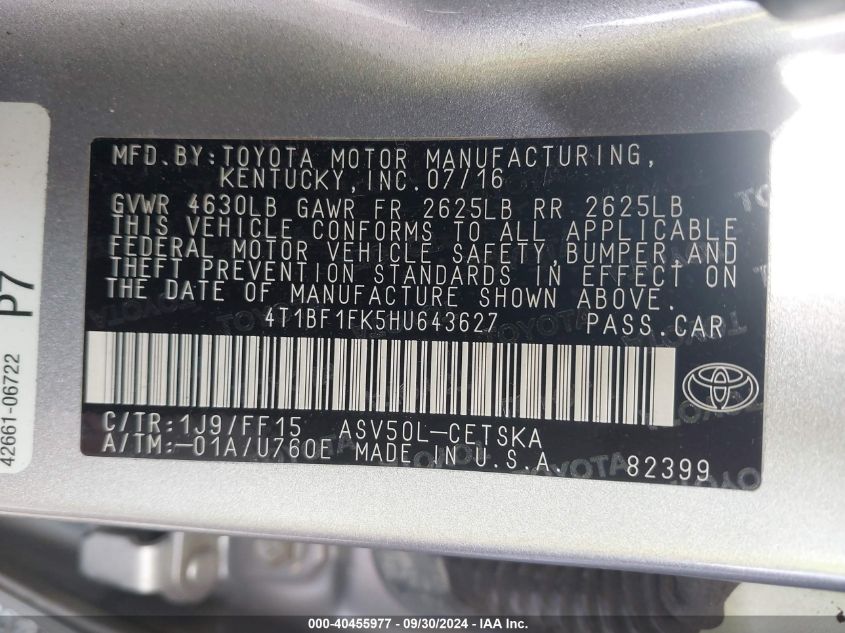 MFD.BY:TOYOTA MOTOR MANUFACTURING,
KENTUCKY,INC.07/16
GVWR 4630LB GAWR FR 2625LB RR 2625LB
THIS VEHICLE CONFORMS TO ALL APPLICABLE
FEDERAL MOTOR VEHICLE SAFETY,BUMPER,AND
THEFT PREVENTION STANDARDS IN EFFECT ON
THE DATE OF MANUFACTURE SHOWN ABOVE.
4T1BF1FK5HU643627 PASS.CAR
C/TR:1J9/FF15 ASV50L-CETSKA
A/TM:-01A/U760E MADE IN U.S.A
82399
42661-06722 P7
000-40455977 - 09/30/2024 - IAA Inc.